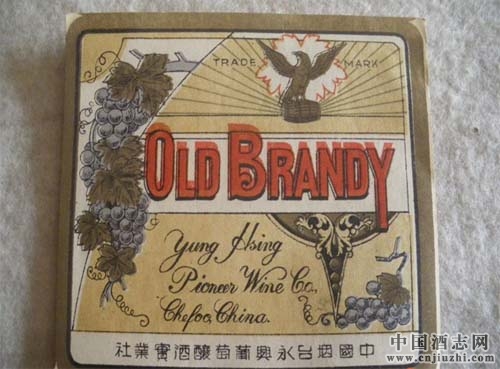 TRADE MARK
OLD BRANDY
Yung Hsing
Pioneer Wine Co,
Chefoo, China.
中國烟台永興葡萄釀酒實業社
中国酒志网
www.cnjiuzhi.com